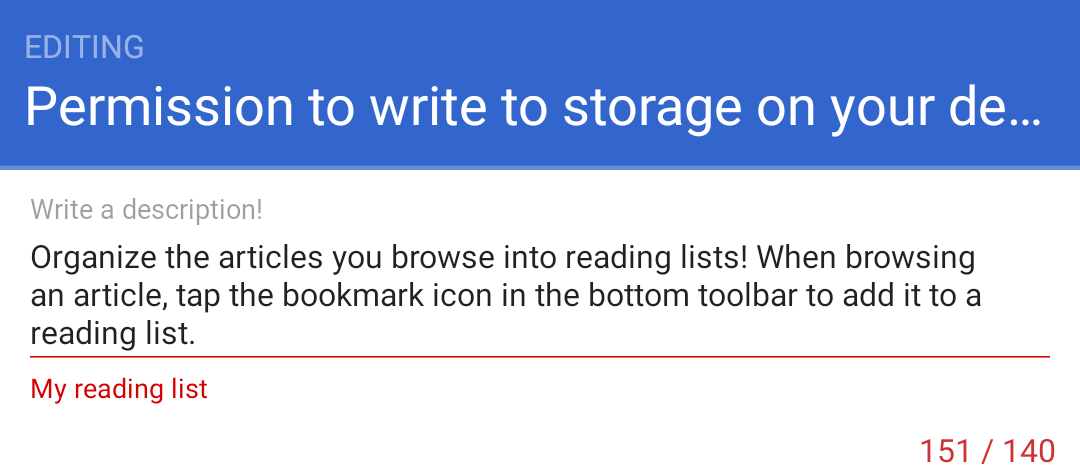 EDITING
Permission to write to storage on your de...
Write a description!
Organize the articles you browse into reading lists! When browsing
an article, tap the bookmark icon in the bottom toolbar to add it to a
reading list.
My reading list
151 / 140